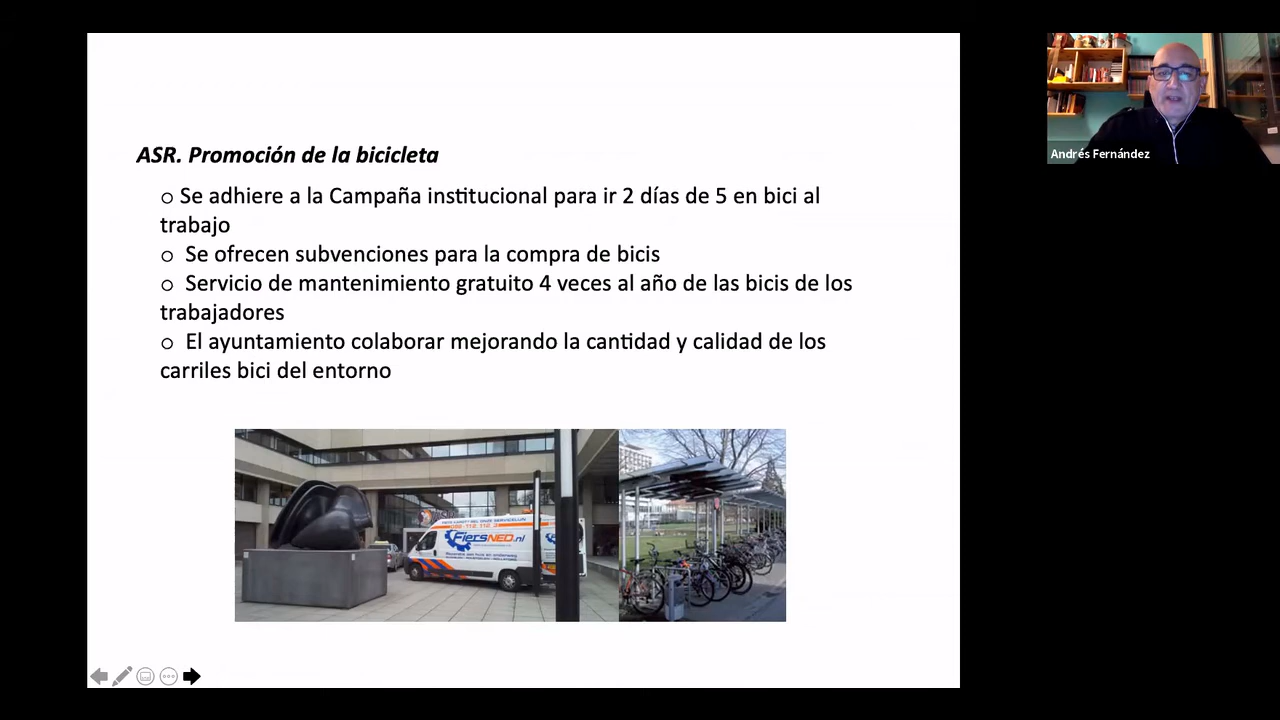 ASR. Promoción de la bicicleta
o Se adhiere a la Campaña institucional para ir 2 días de 5 en bici al
trabajo
o Se ofrecen subvenciones para la compra de bicis
o Servicio de mantenimiento gratuito 4 veces al año de las bicis de los
trabajadores
o El ayuntamiento colaborar mejorando la cantidad y calidad de los
carriles bici del entorno
FietsNED.nl
Andrés Fernández